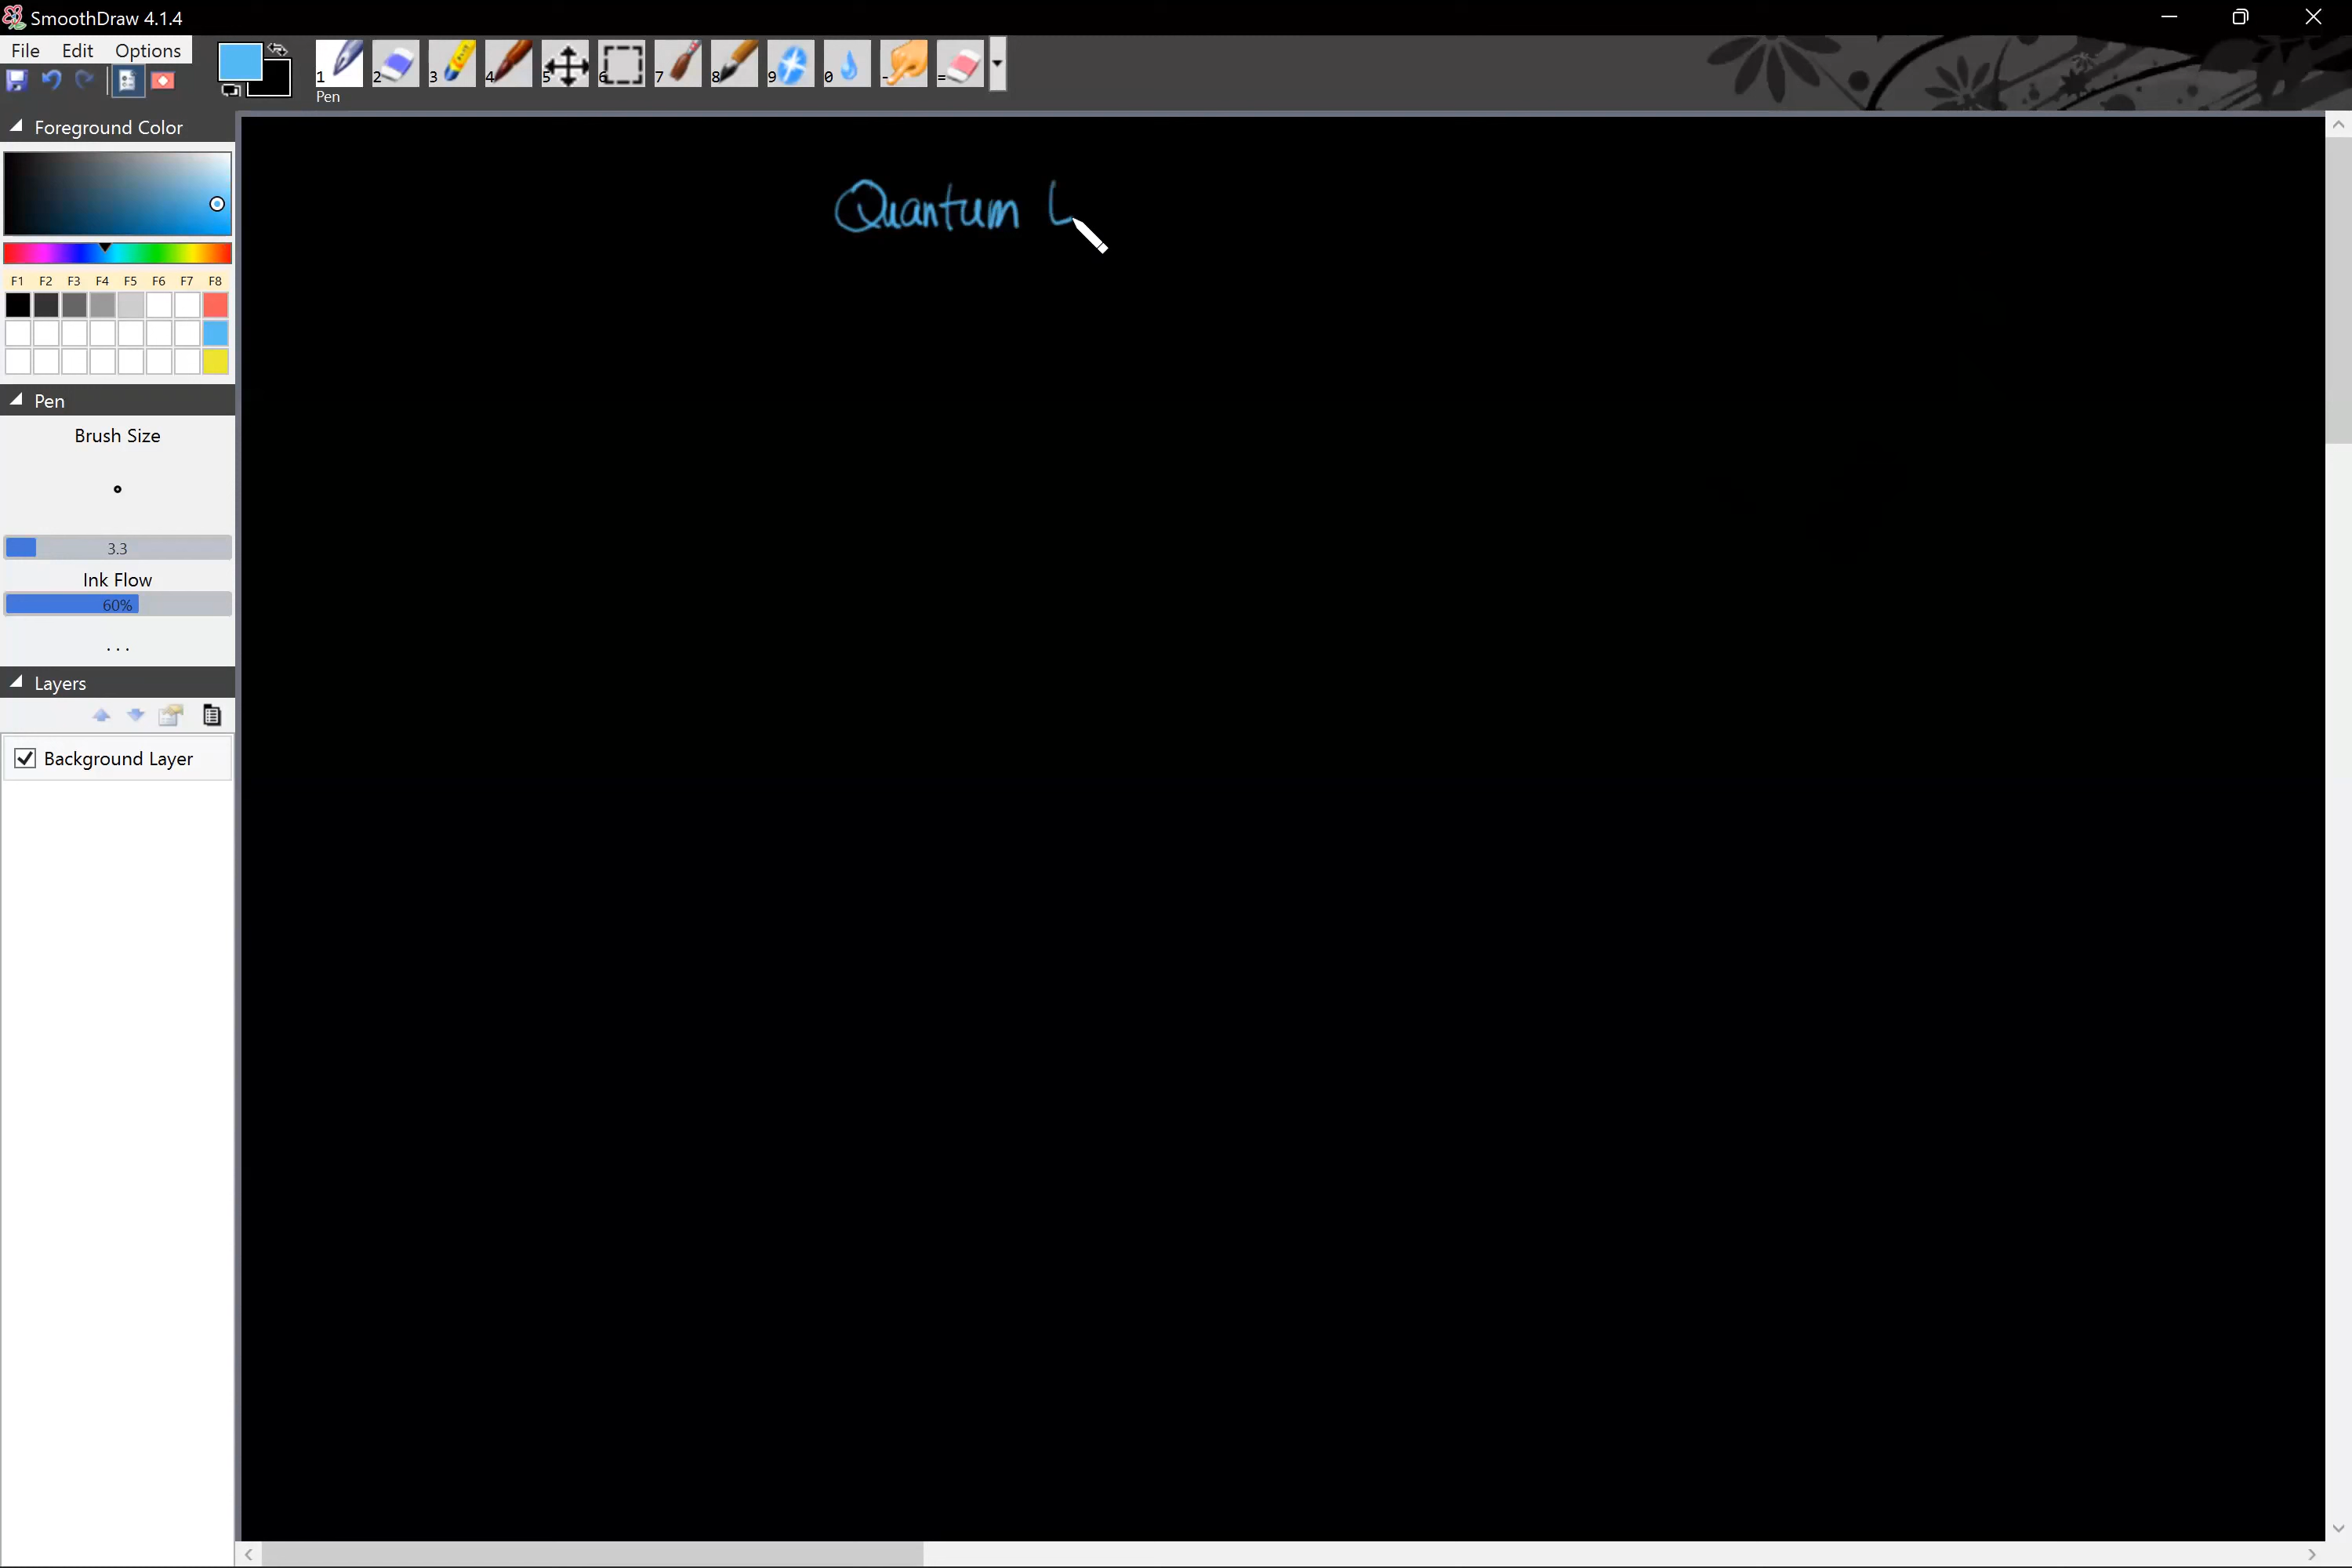 SmoothDraw 4.1.4
File Edit Options
1 2 3 4 5 6 7 8 9 0 - =
Pen
Foreground Color
F1 F2 F3 F4 F5 F6 F7 F8
Pen
Brush Size
3.3
Ink Flow
60%
...
Layers
Background Layer
Quantum L